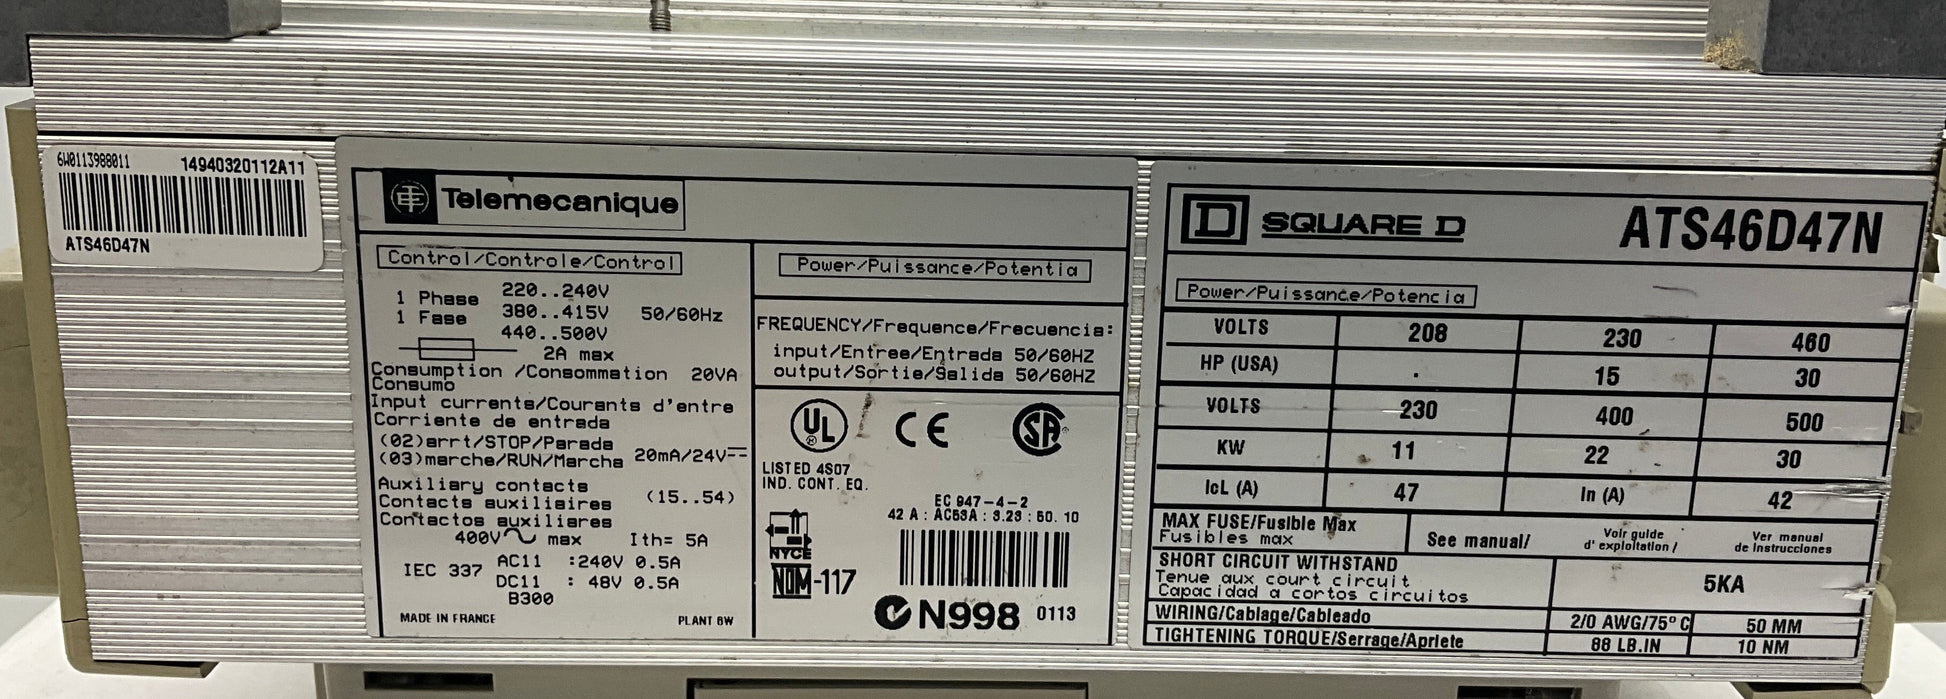 6W0113988011 14940320112A11
ATS46D47N
Telemecanique
Control/Controle/Control
1 Phase 220..240V
1 Fase 380..415V 50/60Hz
440..500V
2A max
Consumption /Consommation 20VA
Consumo
Input currents/Courants d'entre
Corriente de entrada
(02)arrt/STOP/Parada
(03)marche/RUN/Marcha 20mA/24V
Auxiliary contacts
Contacts auxiliaires (15..54)
Contactos auxiliares
400V max Ith= 5A
IEC 337 AC11 :240V 0.5A
DC11 : 48V 0.5A
B300
MADE IN FRANCE PLANT 6W
Power/Puissance/Potentia
FREQUENCY/Frequence/Frecuencia:
input/Entree/Entrada 50/60HZ
output/Sortie/Salida 50/60HZ
UL ® CE SA
LISTED 4S07
IND. CONT. EQ.
EC 947-4-2
42 A : AC53A : 3.23 : 50. 10
NYCE
NOM-117
N998 0113
D SQUARE D ATS46D47N
Power/Puissance/Potencia
VOLTS 208 230 460
HP (USA) . 15 30
VOLTS 230 400 500
KW 11 22 30
IcL (A) 47 In (A) 42
MAX FUSE/Fusible Max
Fusibles max
See manual/ Voir guide d'exploitation / Ver manual de Instrucciones
SHORT CIRCUIT WITHSTAND
Tenue aux court circuit 5KA
Capacidad a cortos circuitos
WIRING/Cablage/Cableado 2/0 AWG/75° C 50 MM
TIGHTENING TORQUE/Serrage/Apriete 88 LB.IN 10 NM